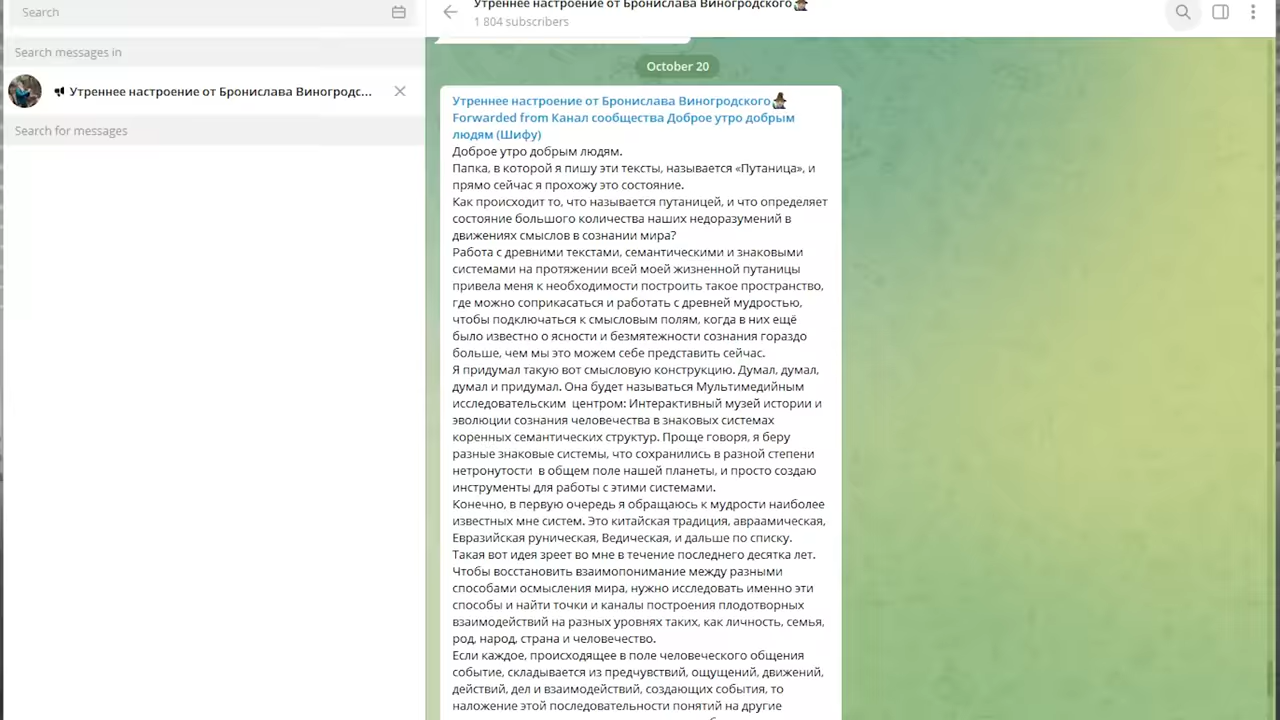 Search
Утреннее настроение от Бронислава Виногродского
1 804 subscribers
Search messages in
Утреннее настроение от Бронислава Виногродс...
Search for messages
October 20
Утреннее настроение от Бронислава Виногродского
Forwarded from Канал сообщества Доброе утро добрым
людям (Шифу)
Доброе утро добрым людям.
Папка, в которой я пишу эти тексты, называется «Путаница», и
прямо сейчас я прохожу это состояние.
Как происходит то, что называется путаницей, и что определяет
состояние большого количества наших недоразумений в
движениях смыслов в сознании мира?
Работа с древними текстами, семантическими и знаковыми
системами на протяжении всей моей жизненной путаницы
привела меня к необходимости построить такое пространство,
где можно соприкасаться и работать с древней мудростью,
чтобы подключаться к смысловым полям, когда в них ещё
было известно о ясности и безмятежности сознания гораздо
больше, чем мы это можем себе представить сейчас.
Я придумал такую вот смысловую конструкцию. Думал, думал,
думал и придумал. Она будет называться Мультимедийным
исследовательским  центром: Интерактивный музей истории и
эволюции сознания человечества в знаковых системах
коренных семантических структур. Проще говоря, я беру
разные знаковые системы, что сохранились в разной степени
нетронутости  в общем поле нашей планеты, и просто создаю
инструменты для работы с этими системами.
Конечно, в первую очередь я обращаюсь к мудрости наиболее
известных мне систем. Это китайская традиция, авраамическая,
Евразийская руническая, Ведическая, и дальше по списку.
Такая вот идея зреет во мне в течение последнего десятка лет.
Чтобы восстановить взаимопонимание между разными
способами осмысления мира, нужно исследовать именно эти
способы и найти точки и каналы построения плодотворных
взаимодействий на разных уровнях таких, как личность, семья,
род, народ, страна и человечество.
Если каждое, происходящее в поле человеческого общения
событие, складывается из предчувствий, ощущений, движений,
действий, дел и взаимодействий, создающих события, то
наложение этой последовательности понятий на другие